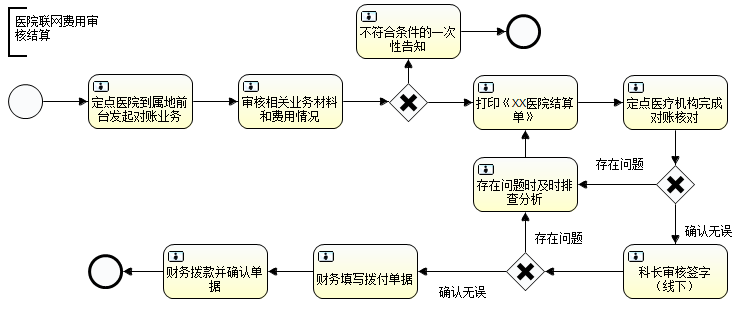 医院联网费用审
核结算
不符合条件的一次
性告知
定点医院到属地前
台发起对账业务
审核相关业务材料
和费用情况
打印《XX医院结算
单》
定点医疗机构完成
对账核对
存在问题
存在问题时及时排
查分析
确认无误
存在问题
科长审核签字
（线下）
财务填写拨付单据
确认无误
财务拨款并确认单
据